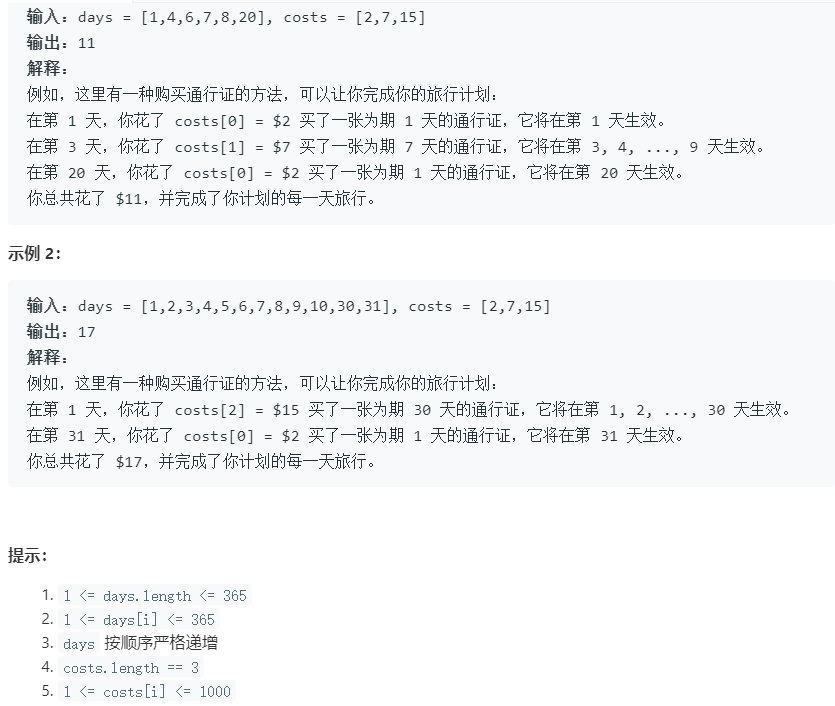 输入：days = [1,4,6,7,8,20], costs = [2,7,15]
输出：11
解释：
例如，这里有一种购买通行证的方法，可以让你完成你的旅行计划：
在第 1 天，你花了 costs[0] = $2 买了一张为期 1 天的通行证，它将在第 1 天生效。
在第 3 天，你花了 costs[1] = $7 买了一张为期 7 天的通行证，它将在第 3, 4, ..., 9 天生效。
在第 20 天，你花了 costs[0] = $2 买了一张为期 1 天的通行证，它将在第 20 天生效。
你总共花了 $11，并完成了你计划的每一天旅行。
示例 2：
输入：days = [1,2,3,4,5,6,7,8,9,10,30,31], costs = [2,7,15]
输出：17
解释：
例如，这里有一种购买通行证的方法，可以让你完成你的旅行计划：
在第 1 天，你花了 costs[2] = $15 买了一张为期 30 天的通行证，它将在第 1, 2, ..., 30 天生效。
在第 31 天，你花了 costs[0] = $2 买了一张为期 1 天的通行证，它将在第 31 天生效。
你总共花了 $17，并完成了你计划的每一天旅行。
提示：
1. 1 <= days.length <= 365
2. 1 <= days[i] <= 365
3. days 按顺序严格递增
4. costs.length == 3
5. 1 <= costs[i] <= 1000